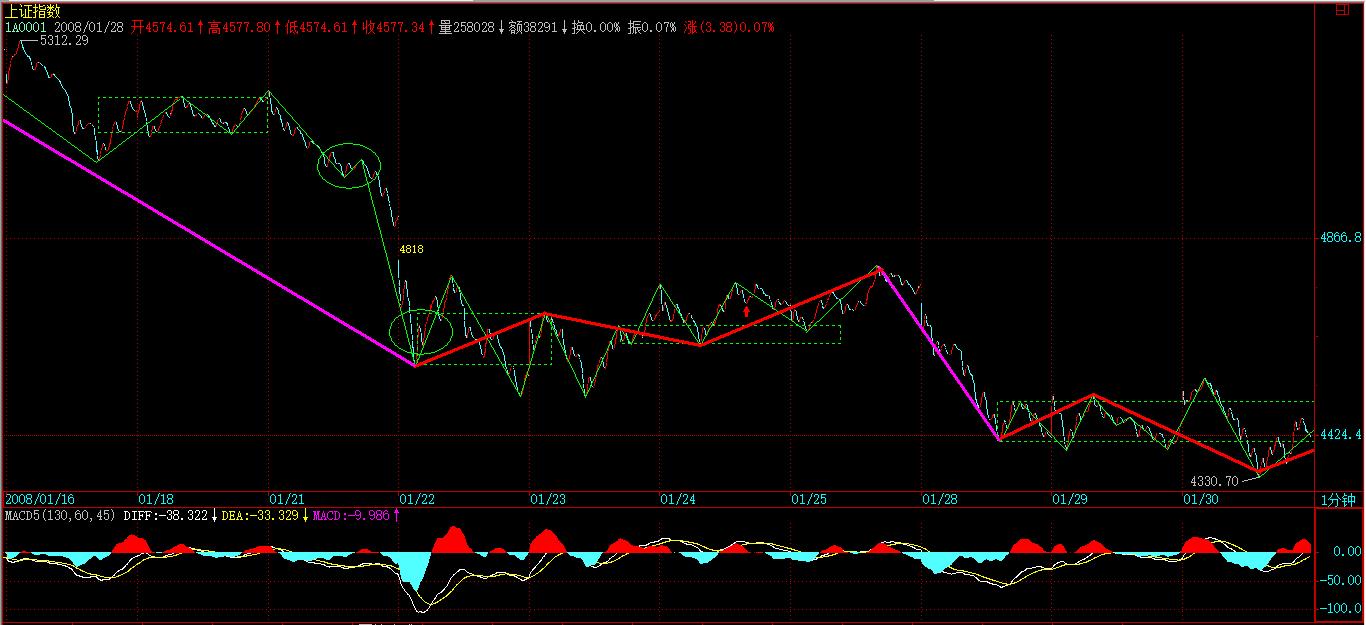 上证指数
1A0001 2008/01/28 开4574.61↑高4577.80↑低4574.61↑收4577.34↑量258028↓额38291↓换0.00% 振0.07% 涨(3.38)0.07%
5312.29
4866.8
4818
4424.4
4330.70
2008/01/16 01/18 01/21 01/22 01/23 01/24 01/25 01/28 01/29 01/30 1分钟
MACD5(130,60,45) DIFF:-38.322↓DEA:-33.329↓MACD:-9.986↑
0.00
-50.00
-100.0